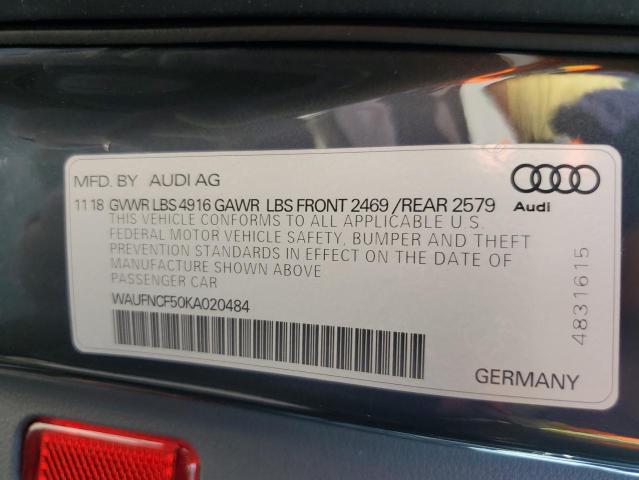 MFD. BY AUDI AG
Audi
11 18 GVWR LBS 4916 GAWR LBS FRONT 2469 /REAR 2579
THIS VEHICLE CONFORMS TO ALL APPLICABLE U.S.
FEDERAL MOTOR VEHICLE SAFETY, BUMPER AND THEFT
PREVENTION STANDARDS IN EFFECT ON THE DATE OF
MANUFACTURE SHOWN ABOVE
PASSENGER CAR
WAUFNCF50KA020484
4831615
GERMANY